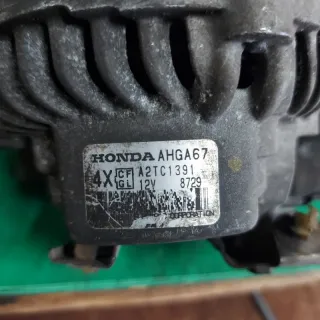 HONDA AHGA67
4X CF GL A2TC1391
12V 8729
CORPORATION